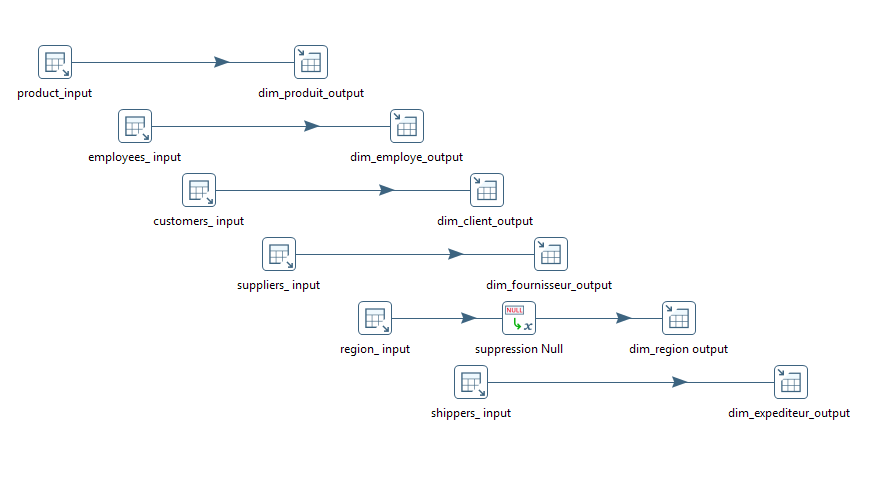 product_input
dim_produit_output
employees_ input
dim_employe_output
customers_ input
dim_client_output
suppliers_ input
dim_fournisseur_output
NULL
x
region_ input
suppression Null
dim_region output
shippers_ input
dim_expediteur_output